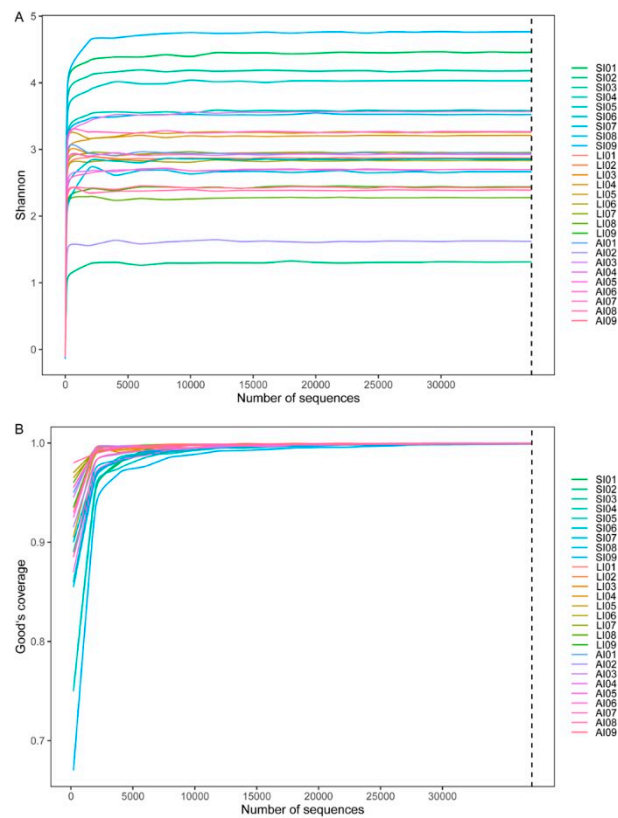 A
5
4
3
2
1
0
Shannon
0
5000
10000
15000
20000
25000
30000
Number of sequences
SI01
SI02
SI03
SI04
SI05
SI06
SI07
SI08
SI09
LI01
LI02
LI03
LI04
LI05
LI06
LI07
LI08
LI09
AI01
AI02
AI03
AI04
AI05
AI06
AI07
AI08
AI09
B
1.0
0.9
0.8
0.7
Good's coverage
0
5000
10000
15000
20000
25000
30000
Number of sequences
SI01
SI02
SI03
SI04
SI05
SI06
SI07
SI08
SI09
LI01
LI02
LI03
LI04
LI05
LI06
LI07
LI08
LI09
AI01
AI02
AI03
AI04
AI05
AI06
AI07
AI08
AI09